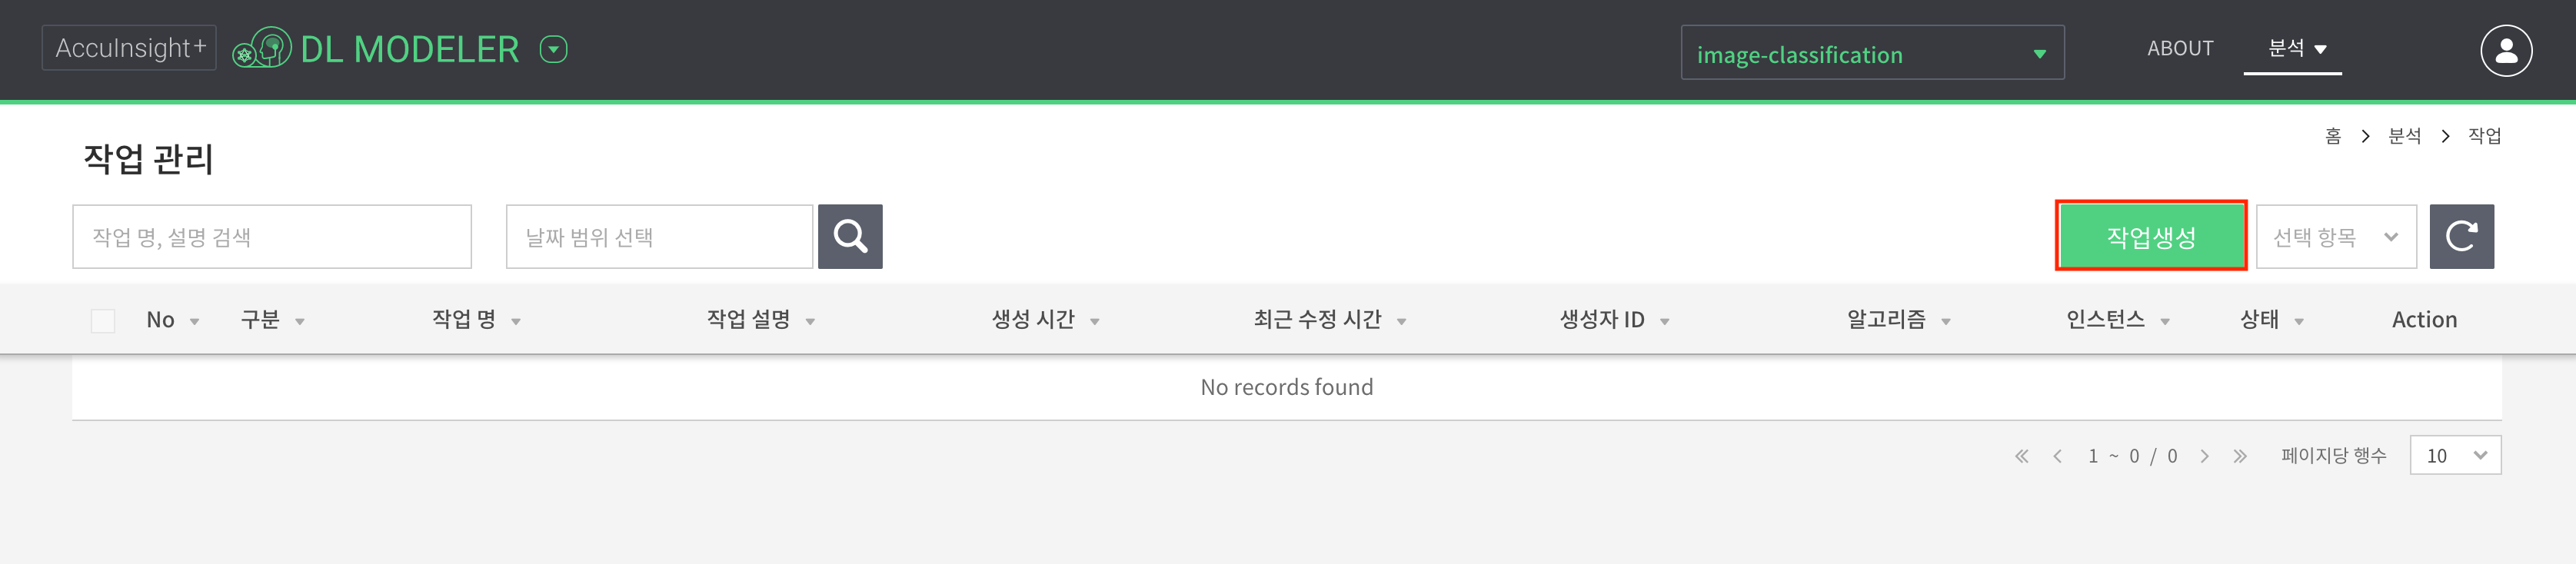 AccuInsight+ DL MODELER image-classification ABOUT 분석
홈 > 분석 > 작업
작업 관리
작업 명, 설명 검색 날짜 범위 선택 작업생성 선택 항목
No 구분 작업 명 작업 설명 생성 시간 최근 수정 시간 생성자 ID 알고리즘 인스턴스 상태 Action
No records found
1 ~ 0 / 0 페이지당 행수 10